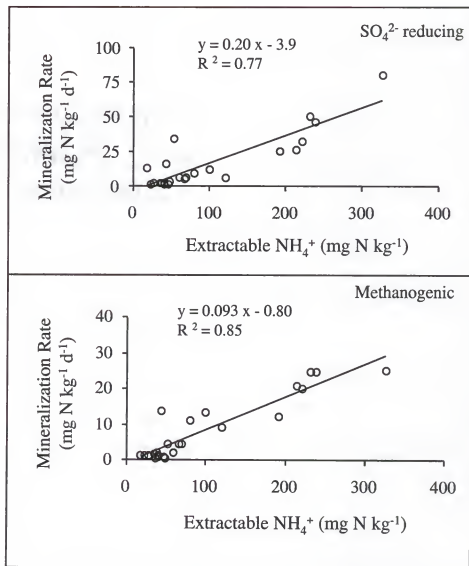 SO₄²⁻ reducing
y = 0.20 x - 3.9
R ² = 0.77
Mineralizaton Rate
(mg N kg⁻¹ d⁻¹)
100
75
50
25
0
0 100 200 300 400
Extractable NH₄⁺ (mg N kg⁻¹)
Methanogenic
y = 0.093 x - 0.80
R ² = 0.85
Mineralization Rate
(mg N kg⁻¹ d⁻¹)
40
30
20
10
0
0 100 200 300 400
Extractable NH₄⁺ (mg N kg⁻¹)